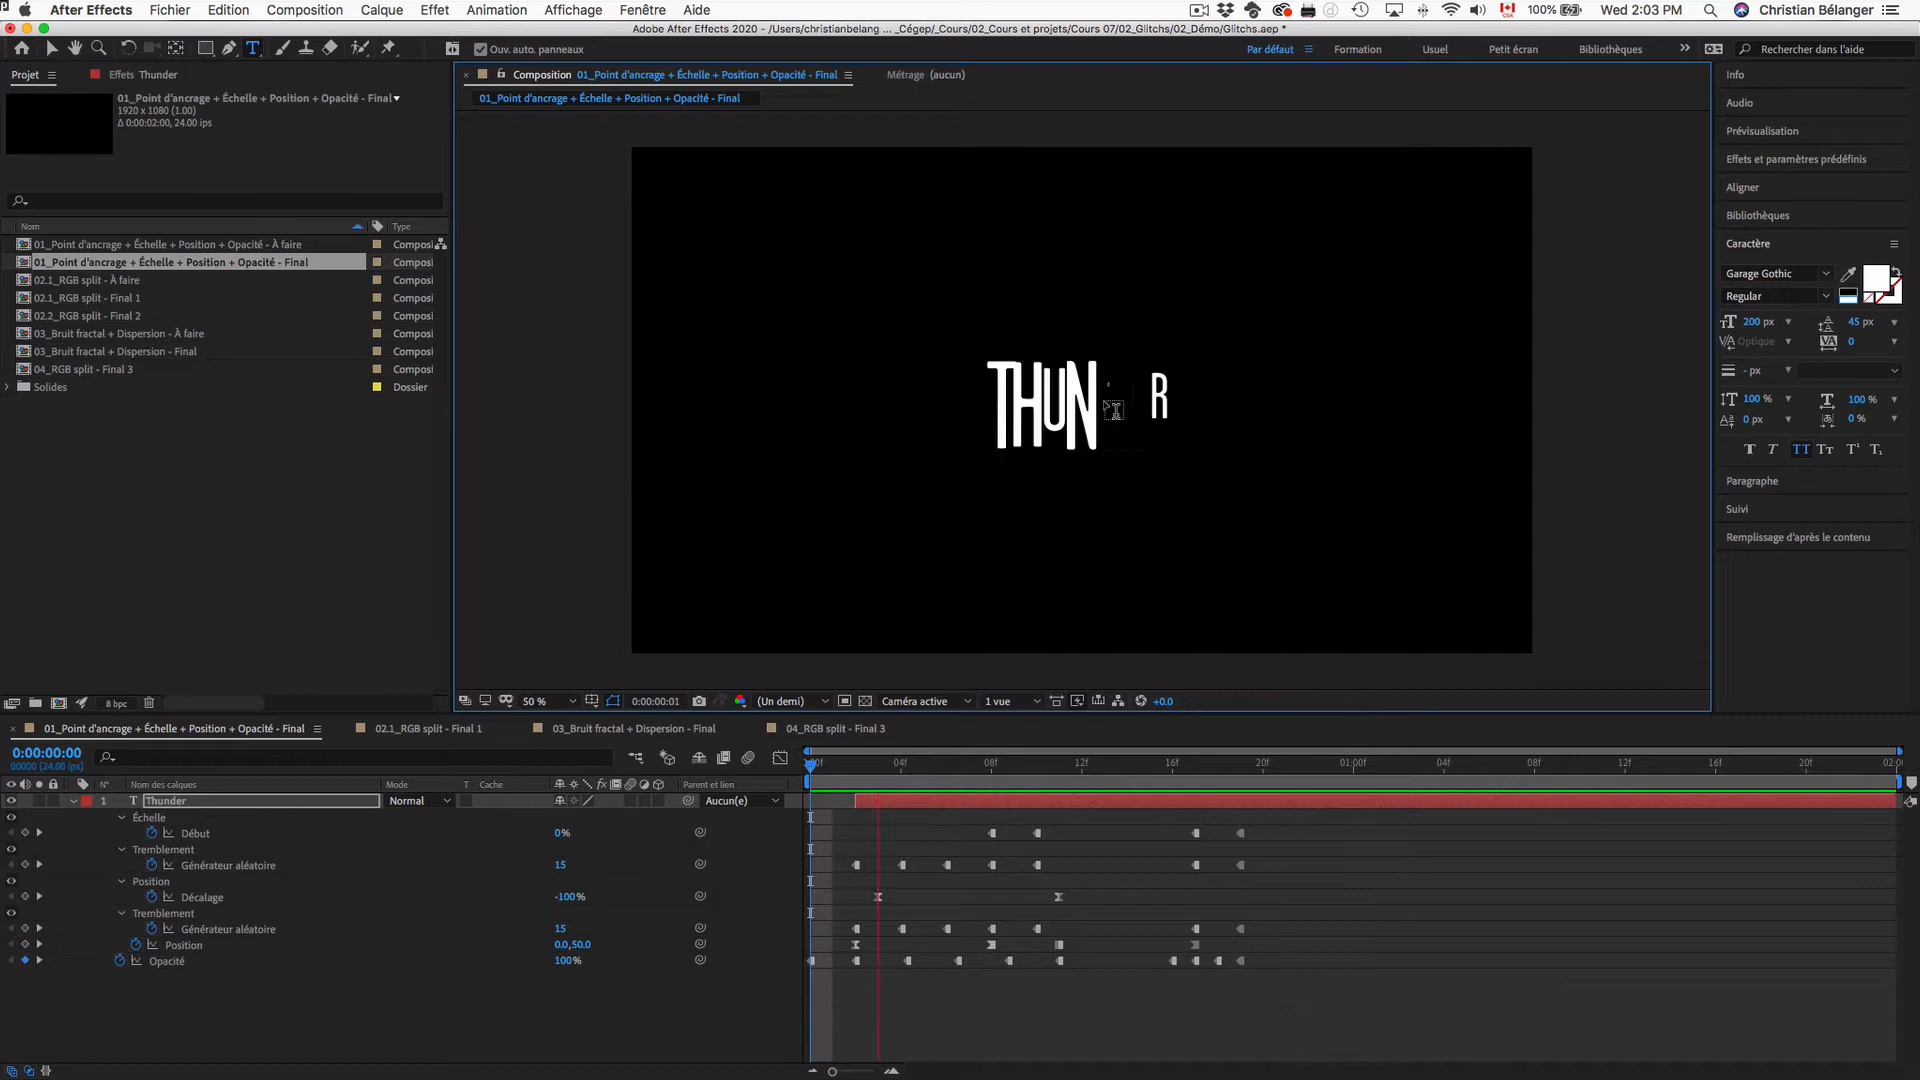 After Effects Fichier Edition Composition Calque Effet Animation Affichage Fenêtre Aide 100% Wed 2:03 PM Christian Bélanger
Adobe After Effects 2020 - /Users/christianbelang ... _Cégep/_Cours/02_Cours et projets/Cours 07/02_Glitchs/02_Démo/Glitchs.aep *
Ouv. auto. panneaux Par défaut Formation Usuel Petit écran Bibliothèques Rechercher dans l'aide
Projet Effets Thunder
01_Point d'ancrage + Échelle + Position + Opacité - Final
1920 x 1080 (1.00)
Δ 0:00:02:00, 24.00 ips
Nom Type
01_Point d'ancrage + Échelle + Position + Opacité - À faire Composi
01_Point d'ancrage + Échelle + Position + Opacité - Final Composi
02.1_RGB split - À faire Composi
02.1_RGB split - Final 1 Composi
02.2_RGB split - Final 2 Composi
03_Bruit fractal + Dispersion - À faire Composi
03_Bruit fractal + Dispersion - Final Composi
04_RGB split - Final 3 Composi
Solides Dossier
8 bpc
Composition 01_Point d'ancrage + Échelle + Position + Opacité - Final Métrage (aucun)
01_Point d'ancrage + Échelle + Position + Opacité - Final
THUN R
50 % 0:00:00:01 (Un demi) Caméra active 1 vue +0.0
Info
Audio
Prévisualisation
Effets et paramètres prédéfinis
Aligner
Bibliothèques
Caractère
Garage Gothic
Regular
200 px 45 px
Optique 0
- px
100 % 100 %
0 px 0 %
T T TT Tт T¹ T₁
Paragraphe
Suivi
Remplissage d'après le contenu
01_Point d'ancrage + Échelle + Position + Opacité - Final 02.1_RGB split - Final 1 03_Bruit fractal + Dispersion - Final 04_RGB split - Final 3
0:00:00:00
00000 (24.00 ips)
04f 08f 12f 16f 20f 01:00f 04f 08f 12f 16f 20f 02:0
N° Nom des calques Mode T Cache Parent et lien
1 T Thunder Normal Aucun(e)
Échelle
Début 0%
Tremblement
Générateur aléatoire 15
Position
Décalage -100%
Tremblement
Générateur aléatoire 15
Position 0.0,50.0
Opacité 100%